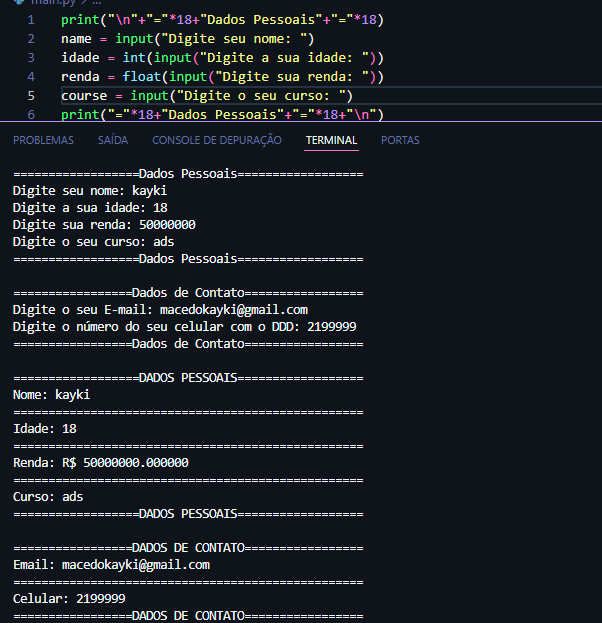 main.py > ...
1 print("\n"+"="*18+"Dados Pessoais"+"="*18)
2 name = input("Digite seu nome: ")
3 idade = int(input("Digite a sua idade: "))
4 renda = float(input("Digite sua renda: "))
5 course = input("Digite o seu curso: ")
6 print("="*18+"Dados Pessoais"+"="*18+"\n")
PROBLEMAS SAÍDA CONSOLE DE DEPURAÇÃO TERMINAL PORTAS
==================Dados Pessoais==================
Digite seu nome: kayki
Digite a sua idade: 18
Digite sua renda: 50000000
Digite o seu curso: ads
==================Dados Pessoais==================
=================Dados de Contato=================
Digite o seu E-mail: macedokayki@gmail.com
Digite o número do seu celular com o DDD: 2199999
=================Dados de Contato=================
==================DADOS PESSOAIS==================
Nome: kayki
==================================================
Idade: 18
==================================================
Renda: R$ 50000000.000000
==================================================
Curso: ads
==================DADOS PESSOAIS==================
=================DADOS DE CONTATO=================
Email: macedokayki@gmail.com
==================================================
Celular: 2199999
=================DADOS DE CONTATO=================